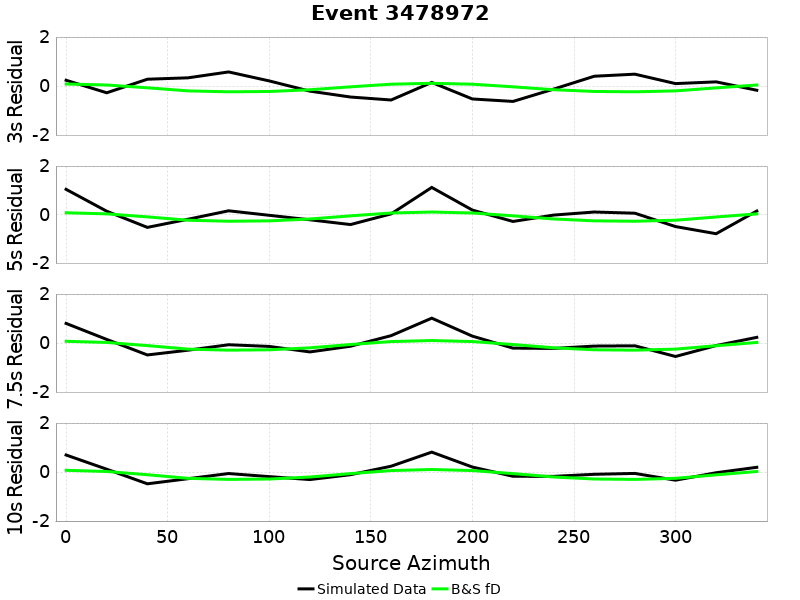 Event 3478972
3s Residual
2
0
-2
5s Residual
2
0
-2
7.5s Residual
2
0
-2
10s Residual
2
0
-2
0 50 100 150 200 250 300
Source Azimuth
Simulated Data B&S fD